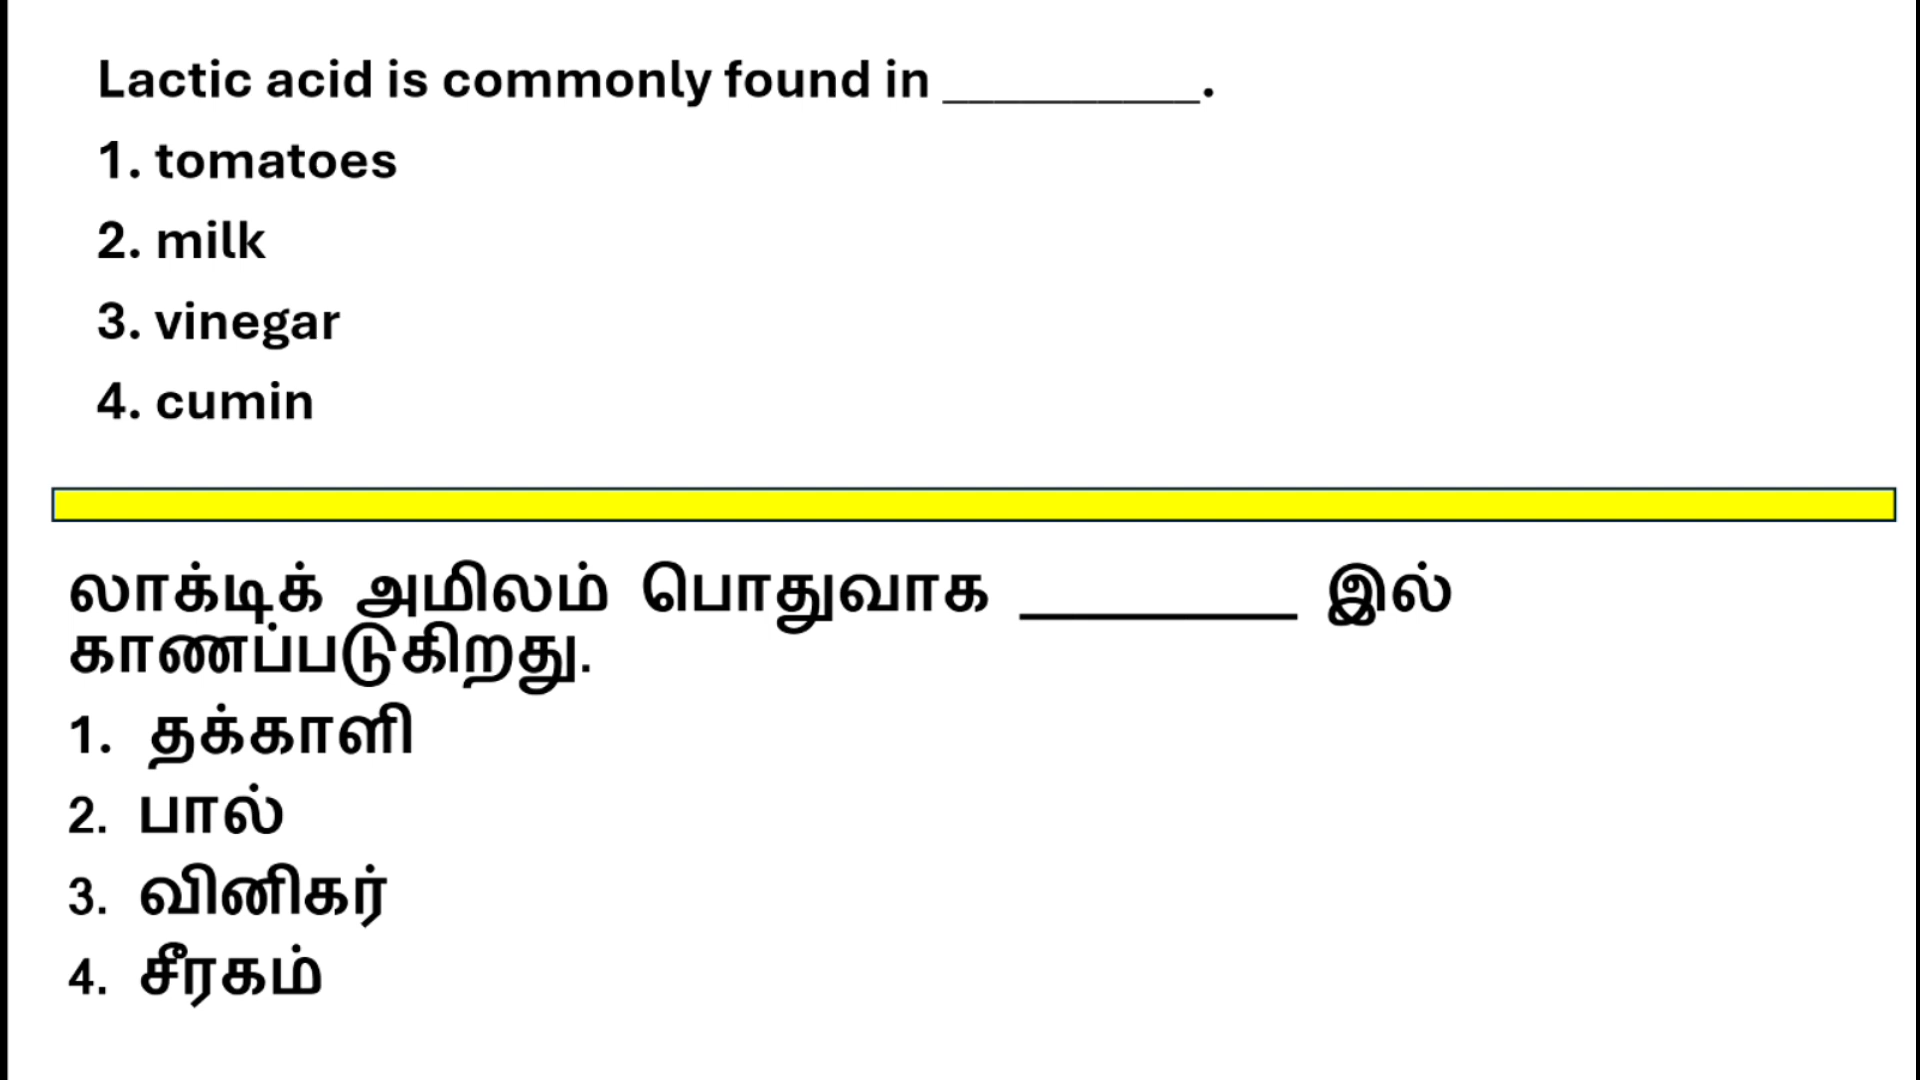 Lactic acid is commonly found in __________.
1. tomatoes
2. milk
3. vinegar
4. cumin
லாக்டிக் அமிலம் பொதுவாக _________ இல்
காணப்படுகிறது.
1. தக்காளி
2. பால்
3. வினிகர்
4. சீரகம்